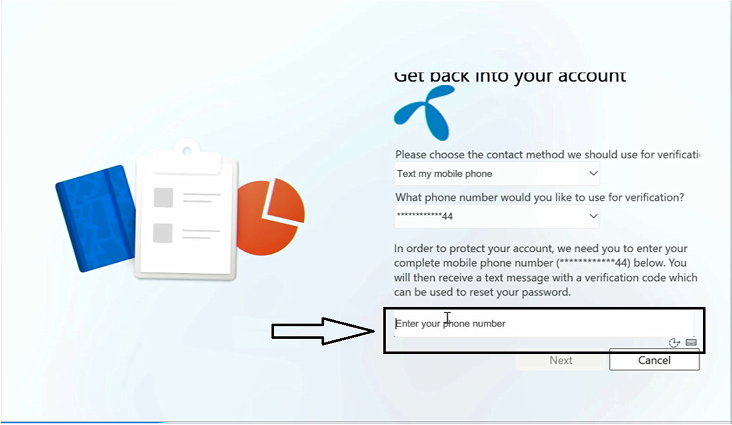 Get back into your account
Please choose the contact method we should use for verificati
Text my mobile phone
What phone number would you like to use for verification?
************44
In order to protect your account, we need you to enter your
complete mobile phone number (************44) below. You
will then receive a text message with a verification code which
can be used to reset your password.
Enter your phone number
Next
Cancel